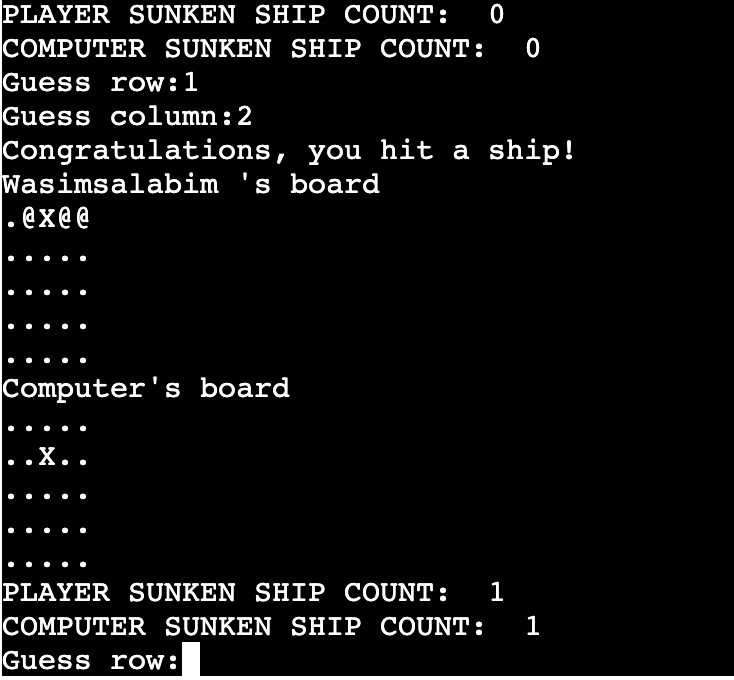 PLAYER SUNKEN SHIP COUNT:  0
COMPUTER SUNKEN SHIP COUNT:  0
Guess row:1
Guess column:2
Congratulations, you hit a ship!
Wasimsalabim 's board
.@X@@
.....
.....
.....
.....
Computer's board
.....
..X..
.....
.....
.....
PLAYER SUNKEN SHIP COUNT:  1
COMPUTER SUNKEN SHIP COUNT:  1
Guess row: